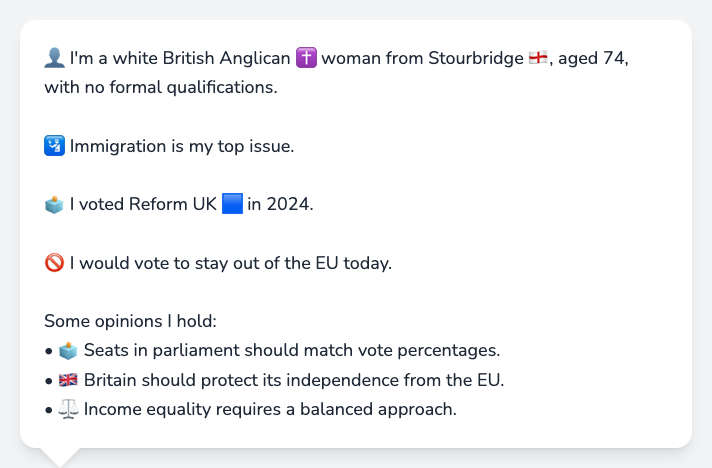 👤 I'm a white British Anglican ✝️ woman from Stourbridge 🏴󠁧󠁢󠁥󠁮󠁧󠁿, aged 74,
with no formal qualifications.
🛂 Immigration is my top issue.
🗳️ I voted Reform UK 🟦 in 2024.
🚫 I would vote to stay out of the EU today.
Some opinions I hold:
• 🗳️ Seats in parliament should match vote percentages.
• 🇬🇧 Britain should protect its independence from the EU.
• ⚖️ Income equality requires a balanced approach.